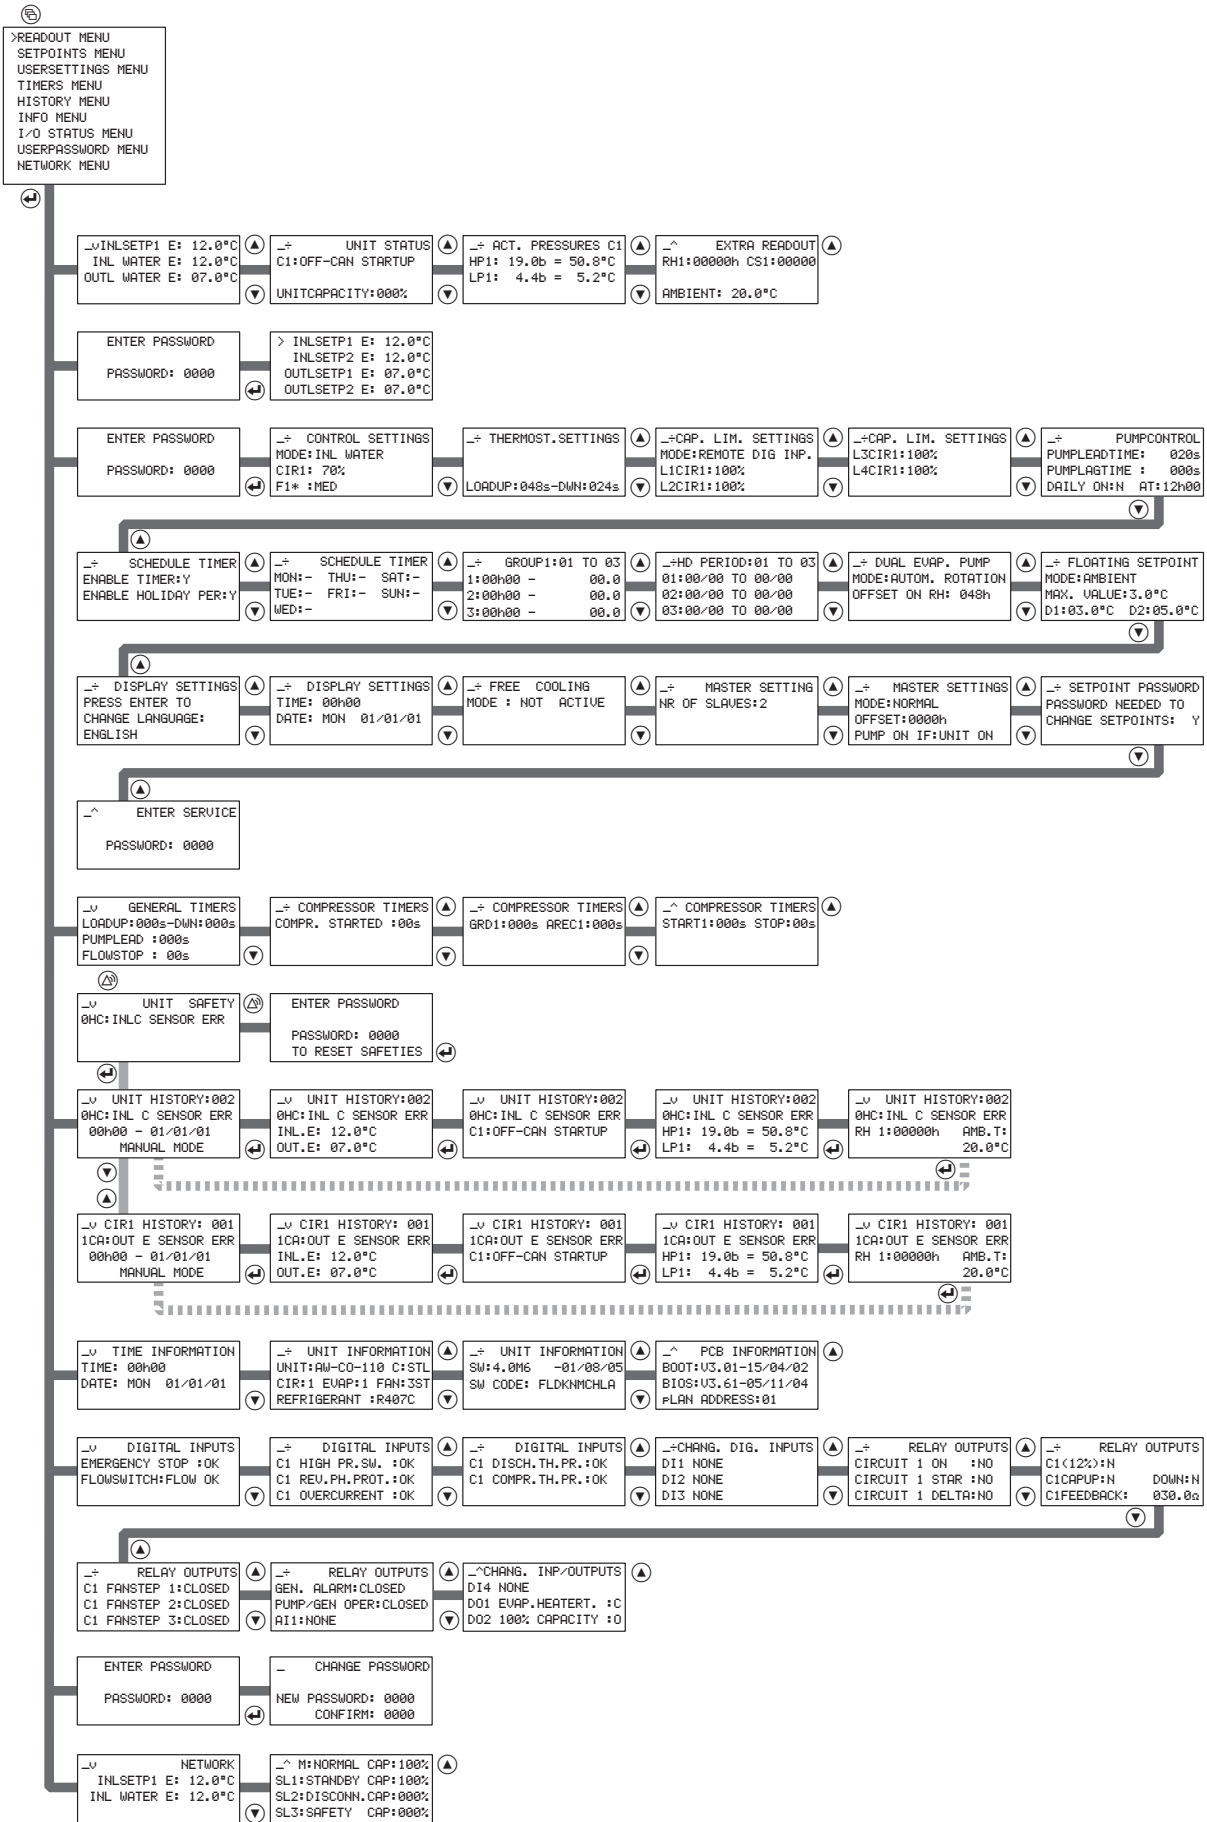 >READOUT MENU
SETPOINTS MENU
USERSETTINGS MENU
TIMERS MENU
HISTORY MENU
INFO MENU
I/O STATUS MENU
USERPASSWORD MENU
NETWORK MENU
_vINLSETP1 E: 12.0°C
INL WATER E: 12.0°C
OUTL WATER E: 07.0°C
_÷ UNIT STATUS
C1:OFF-CAN STARTUP
UNITCAPACITY:000%
_÷ ACT. PRESSURES C1
HP1: 19.0b = 50.8°C
LP1: 4.4b = 5.2°C
_^ EXTRA READOUT
RH1:00000h CS1:00000
AMBIENT: 20.0°C
ENTER PASSWORD
PASSWORD: 0000
> INLSETP1 E: 12.0°C
INLSETP2 E: 12.0°C
OUTLSETP1 E: 07.0°C
OUTLSETP2 E: 07.0°C
ENTER PASSWORD
PASSWORD: 0000
_÷ CONTROL SETTINGS
MODE:INL WATER
CIR1: 70%
F1* :MED
_÷ THERMOST.SETTINGS
LOADUP:048s-DWN:024s
_÷CAP. LIM. SETTINGS
MODE:REMOTE DIG INP.
L1CIR1:100%
L2CIR1:100%
_÷CAP. LIM. SETTINGS
L3CIR1:100%
L4CIR1:100%
_÷ PUMPCONTROL
PUMPLEADTIME: 020s
PUMPLAGTIME : 000s
DAILY ON:N AT:12h00
_÷ SCHEDULE TIMER
ENABLE TIMER:Y
ENABLE HOLIDAY PER:Y
_÷ SCHEDULE TIMER
MON:- THU:- SAT:-
TUE:- FRI:- SUN:-
WED:-
_÷ GROUP1:01 TO 03
1:00h00 - 00.0
2:00h00 - 00.0
3:00h00 - 00.0
_÷HD PERIOD:01 TO 03
01:00/00 TO 00/00
02:00/00 TO 00/00
03:00/00 TO 00/00
_÷ DUAL EVAP. PUMP
MODE:AUTOM. ROTATION
OFFSET ON RH: 048h
_÷ FLOATING SETPOINT
MODE:AMBIENT
MAX. VALUE:3.0°C
D1:03.0°C D2:05.0°C
_÷ DISPLAY SETTINGS
PRESS ENTER TO
CHANGE LANGUAGE:
ENGLISH
_÷ DISPLAY SETTINGS
TIME: 00h00
DATE: MON 01/01/01
_÷ FREE COOLING
MODE : NOT ACTIVE
_÷ MASTER SETTING
NR OF SLAVES:2
_÷ MASTER SETTINGS
MODE:NORMAL
OFFSET:0000h
PUMP ON IF:UNIT ON
_÷ SETPOINT PASSWORD
PASSWORD NEEDED TO
CHANGE SETPOINTS: Y
_^ ENTER SERVICE
PASSWORD: 0000
_v GENERAL TIMERS
LOADUP:000s-DWN:000s
PUMPLEAD :000s
FLOWSTOP : 00s
_÷ COMPRESSOR TIMERS
COMPR. STARTED :00s
_÷ COMPRESSOR TIMERS
GRD1:000s AREC1:000s
_^ COMPRESSOR TIMERS
START1:000s STOP:00s
_v UNIT SAFETY
0HC:INLC SENSOR ERR
ENTER PASSWORD
PASSWORD: 0000
TO RESET SAFETIES
_v UNIT HISTORY:002
0HC:INL C SENSOR ERR
00h00 - 01/01/01
MANUAL MODE
_v UNIT HISTORY:002
0HC:INL C SENSOR ERR
INL.E: 12.0°C
OUT.E: 07.0°C
_v UNIT HISTORY:002
0HC:INL C SENSOR ERR
C1:OFF-CAN STARTUP
_v UNIT HISTORY:002
0HC:INL C SENSOR ERR
HP1: 19.0b = 50.8°C
LP1: 4.4b = 5.2°C
_v UNIT HISTORY:002
0HC:INL C SENSOR ERR
RH 1:00000h AMB.T:
20.0°C
_v CIR1 HISTORY: 001
1CA:OUT E SENSOR ERR
00h00 - 01/01/01
MANUAL MODE
_v CIR1 HISTORY: 001
1CA:OUT E SENSOR ERR
INL.E: 12.0°C
OUT.E: 07.0°C
_v CIR1 HISTORY: 001
1CA:OUT E SENSOR ERR
C1:OFF-CAN STARTUP
_v CIR1 HISTORY: 001
1CA:OUT E SENSOR ERR
HP1: 19.0b = 50.8°C
LP1: 4.4b = 5.2°C
_v CIR1 HISTORY: 001
1CA:OUT E SENSOR ERR
RH 1:00000h AMB.T:
20.0°C
_v TIME INFORMATION
TIME: 00h00
DATE: MON 01/01/01
_÷ UNIT INFORMATION
UNIT:AW-CO-110 C:STL
CIR:1 EVAP:1 FAN:3ST
REFRIGERANT :R407C
_÷ UNIT INFORMATION
SW:4.0M6 -01/08/05
SW CODE: FLDKNMCHLA
_^ PCB INFORMATION
BOOT:V3.01-15/04/02
BIOS:V3.61-05/11/04
pLAN ADDRESS:01
_v DIGITAL INPUTS
EMERGENCY STOP :OK
FLOWSWITCH:FLOW OK
_÷ DIGITAL INPUTS
C1 HIGH PR.SW. :OK
C1 REV.PH.PROT.:OK
C1 OVERCURRENT :OK
_÷ DIGITAL INPUTS
C1 DISCH.TH.PR.:OK
C1 COMPR.TH.PR.:OK
_÷CHANG. DIG. INPUTS
DI1 NONE
DI2 NONE
DI3 NONE
_÷ RELAY OUTPUTS
CIRCUIT 1 ON :NO
CIRCUIT 1 STAR :NO
CIRCUIT 1 DELTA:NO
_÷ RELAY OUTPUTS
C1(12%):N
C1CAPUP:N DOWN:N
C1FEEDBACK: 030.0Ω
_÷ RELAY OUTPUTS
C1 FANSTEP 1:CLOSED
C1 FANSTEP 2:CLOSED
C1 FANSTEP 3:CLOSED
_÷ RELAY OUTPUTS
GEN. ALARM:CLOSED
PUMP/GEN OPER:CLOSED
AI1:NONE
_^CHANG. INP/OUTPUTS
DI4 NONE
DO1 EVAP.HEATERT. :C
DO2 100% CAPACITY :O
ENTER PASSWORD
PASSWORD: 0000
_ CHANGE PASSWORD
NEW PASSWORD: 0000
CONFIRM: 0000
_v NETWORK
INLSETP1 E: 12.0°C
INL WATER E: 12.0°C
_^ M:NORMAL CAP:100%
SL1:STANDBY CAP:100%
SL2:DISCONN.CAP:000%
SL3:SAFETY CAP:000%